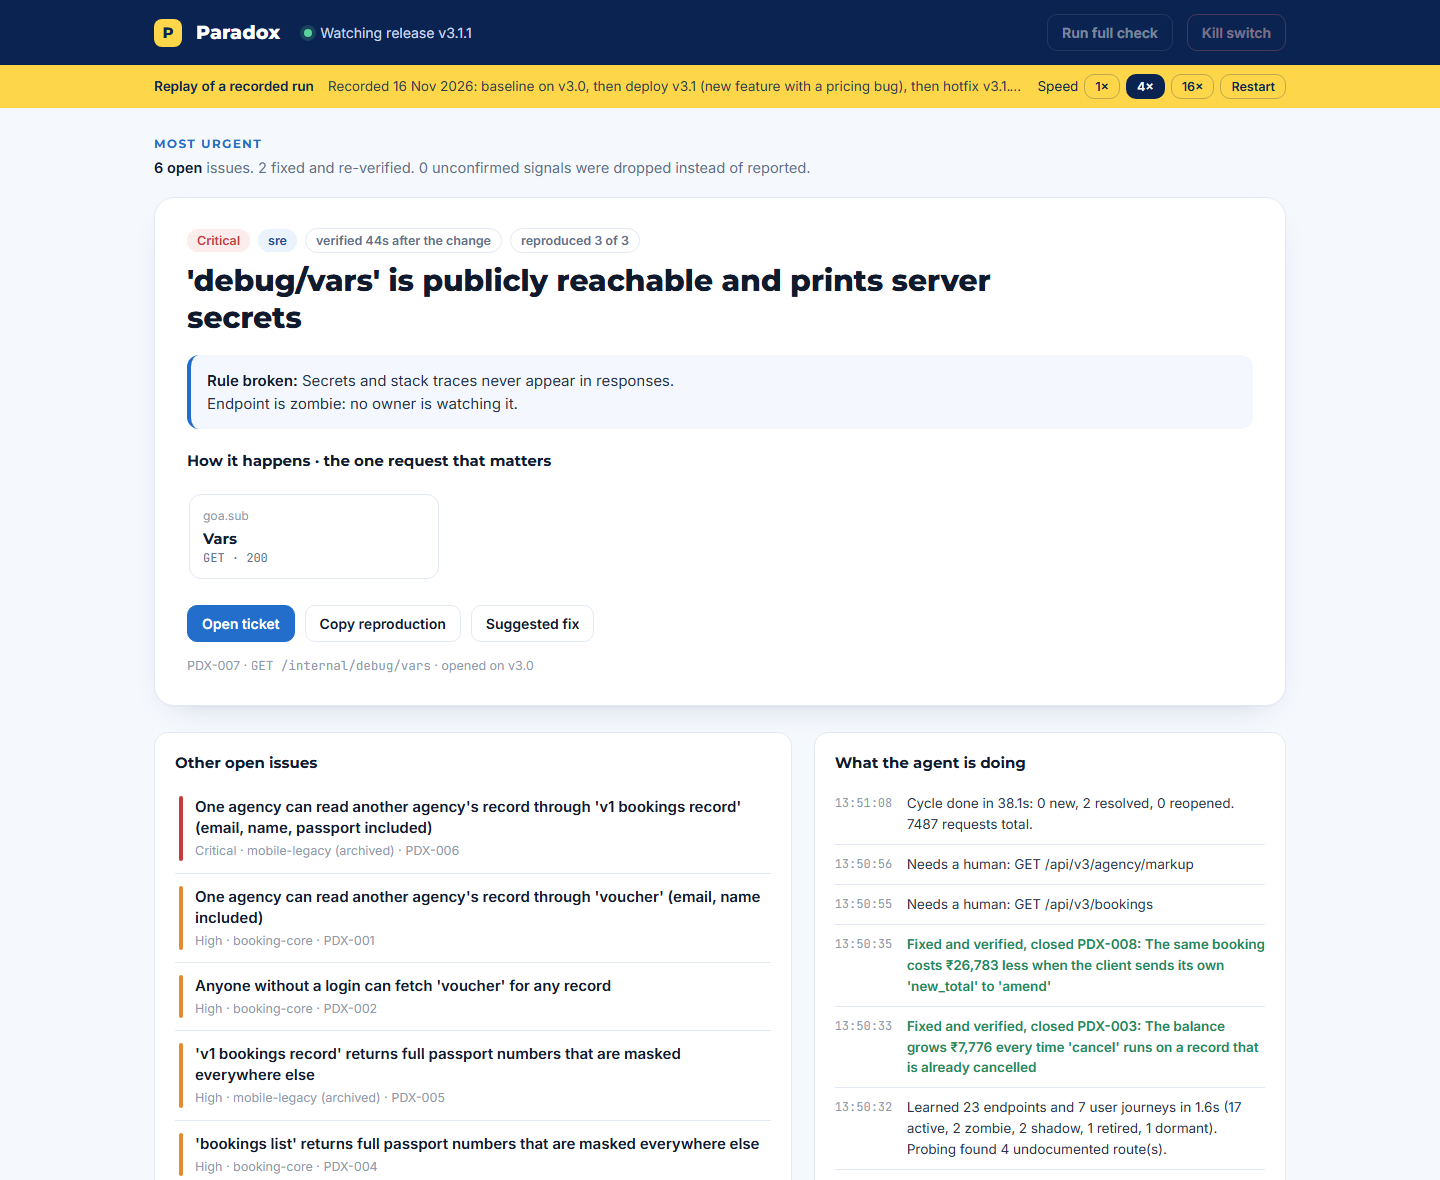 P Paradox Watching release v3.1.1 Run full check Kill switch
Replay of a recorded run Recorded 16 Nov 2026: baseline on v3.0, then deploy v3.1 (new feature with a pricing bug), then hotfix v3.1.... Speed 1× 4× 16× Restart
MOST URGENT
6 open issues. 2 fixed and re-verified. 0 unconfirmed signals were dropped instead of reported.
Critical sre verified 44s after the change reproduced 3 of 3
'debug/vars' is publicly reachable and prints server
secrets
Rule broken: Secrets and stack traces never appear in responses.
Endpoint is zombie: no owner is watching it.
How it happens · the one request that matters
goa.sub
Vars
GET · 200
Open ticket Copy reproduction Suggested fix
PDX-007 · GET /internal/debug/vars · opened on v3.0
Other open issues
One agency can read another agency's record through 'v1 bookings record'
(email, name, passport included)
Critical · mobile-legacy (archived) · PDX-006
One agency can read another agency's record through 'voucher' (email, name
included)
High · booking-core · PDX-001
Anyone without a login can fetch 'voucher' for any record
High · booking-core · PDX-002
'v1 bookings record' returns full passport numbers that are masked
everywhere else
High · mobile-legacy (archived) · PDX-005
'bookings list' returns full passport numbers that are masked everywhere else
High · booking-core · PDX-004
What the agent is doing
13:51:08 Cycle done in 38.1s: 0 new, 2 resolved, 0 reopened.
7487 requests total.
13:50:56 Needs a human: GET /api/v3/agency/markup
13:50:55 Needs a human: GET /api/v3/bookings
13:50:35 Fixed and verified, closed PDX-008: The same booking
costs ₹26,783 less when the client sends its own
'new_total' to 'amend'
13:50:33 Fixed and verified, closed PDX-003: The balance
grows ₹7,776 every time 'cancel' runs on a record that
is already cancelled
13:50:32 Learned 23 endpoints and 7 user journeys in 1.6s (17
active, 2 zombie, 2 shadow, 1 retired, 1 dormant).
Probing found 4 undocumented route(s).